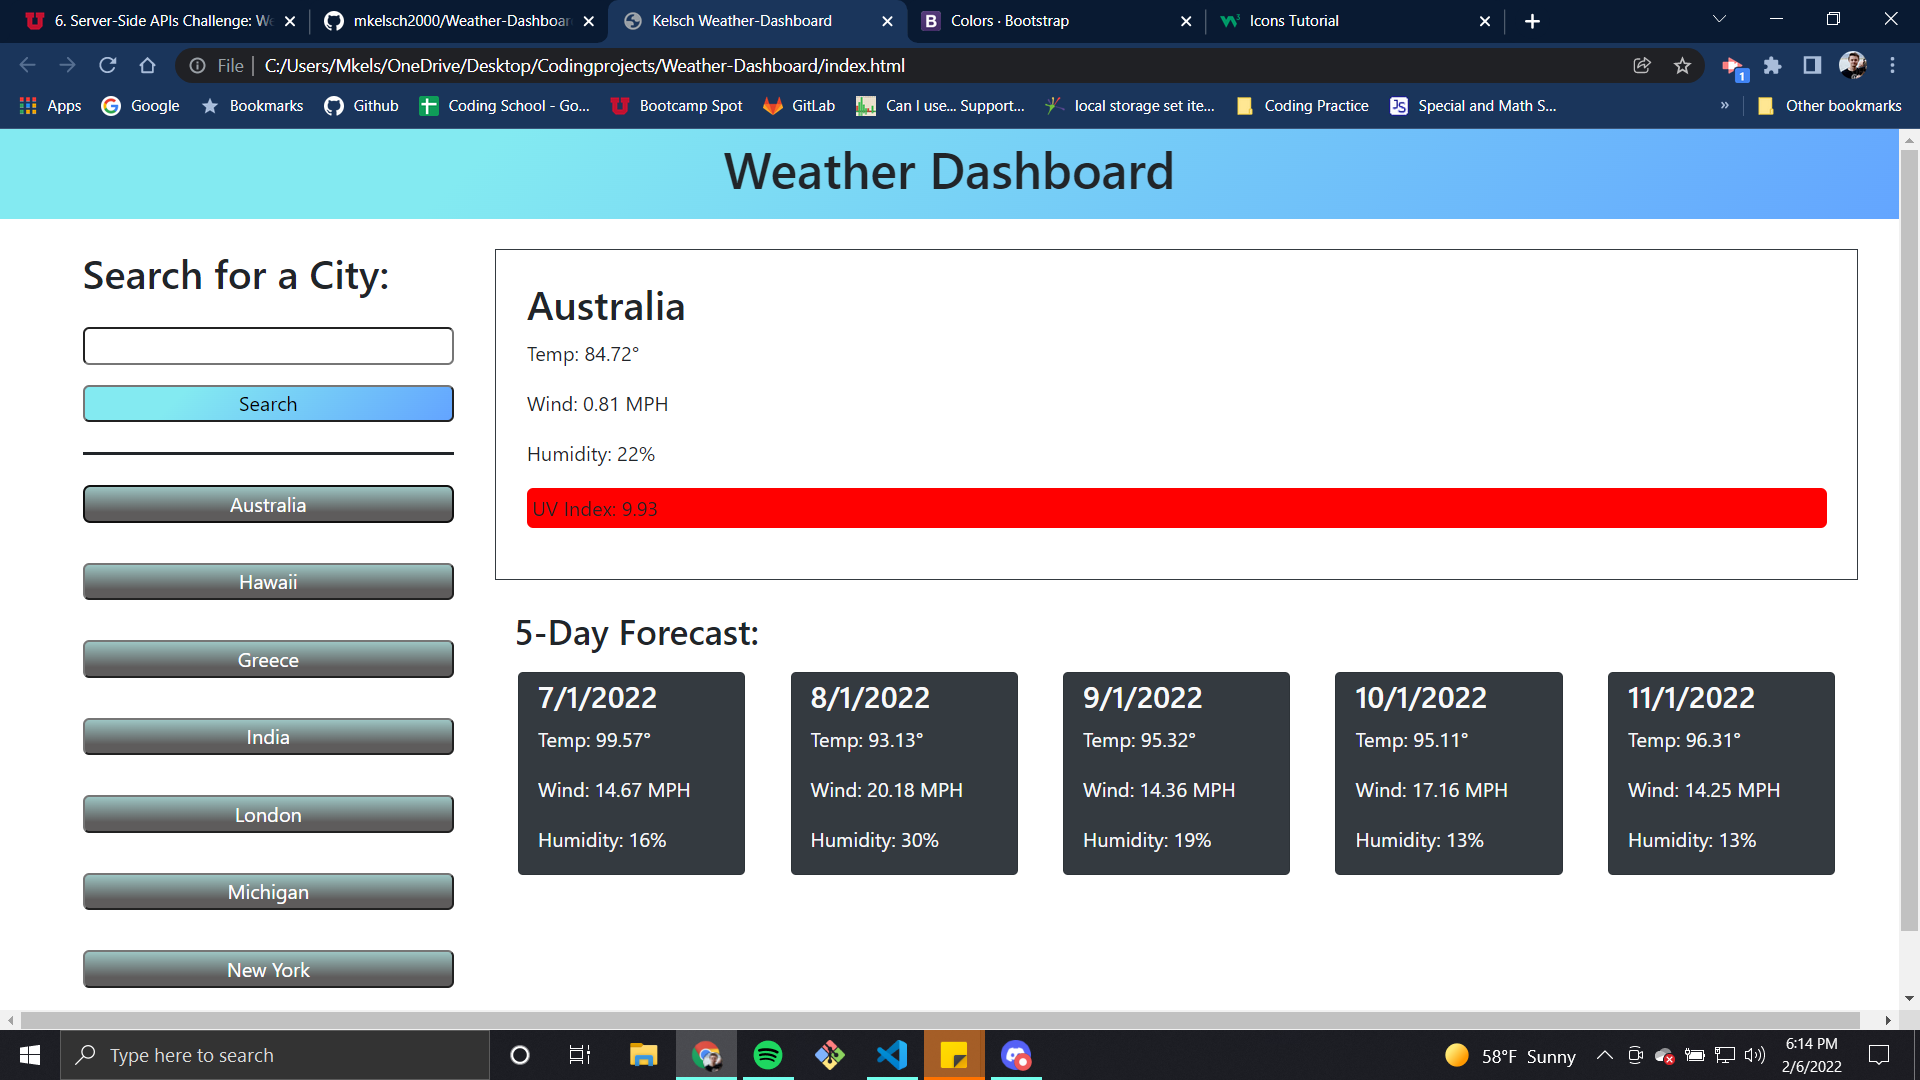 6. Server-Side APIs Challenge: We
mkelsch2000/Weather-Dashboar
Kelsch Weather-Dashboard
Colors · Bootstrap
Icons Tutorial
File | C:/Users/Mkels/OneDrive/Desktop/Codingprojects/Weather-Dashboard/index.html
1
Apps
Google
Bookmarks
Github
Coding School - Go...
Bootcamp Spot
GitLab
Can I use... Support...
local storage set ite...
Coding Practice
JS
Special and Math S...
»
Other bookmarks
Weather Dashboard
Search for a City:
Search
Australia
Hawaii
Greece
India
London
Michigan
New York
Australia
Temp: 84.72°
Wind: 0.81 MPH
Humidity: 22%
UV Index: 9.93
5-Day Forecast:
7/1/2022
Temp: 99.57°
Wind: 14.67 MPH
Humidity: 16%
8/1/2022
Temp: 93.13°
Wind: 20.18 MPH
Humidity: 30%
9/1/2022
Temp: 95.32°
Wind: 14.36 MPH
Humidity: 19%
10/1/2022
Temp: 95.11°
Wind: 17.16 MPH
Humidity: 13%
11/1/2022
Temp: 96.31°
Wind: 14.25 MPH
Humidity: 13%
Type here to search
58°F Sunny
6:14 PM
2/6/2022